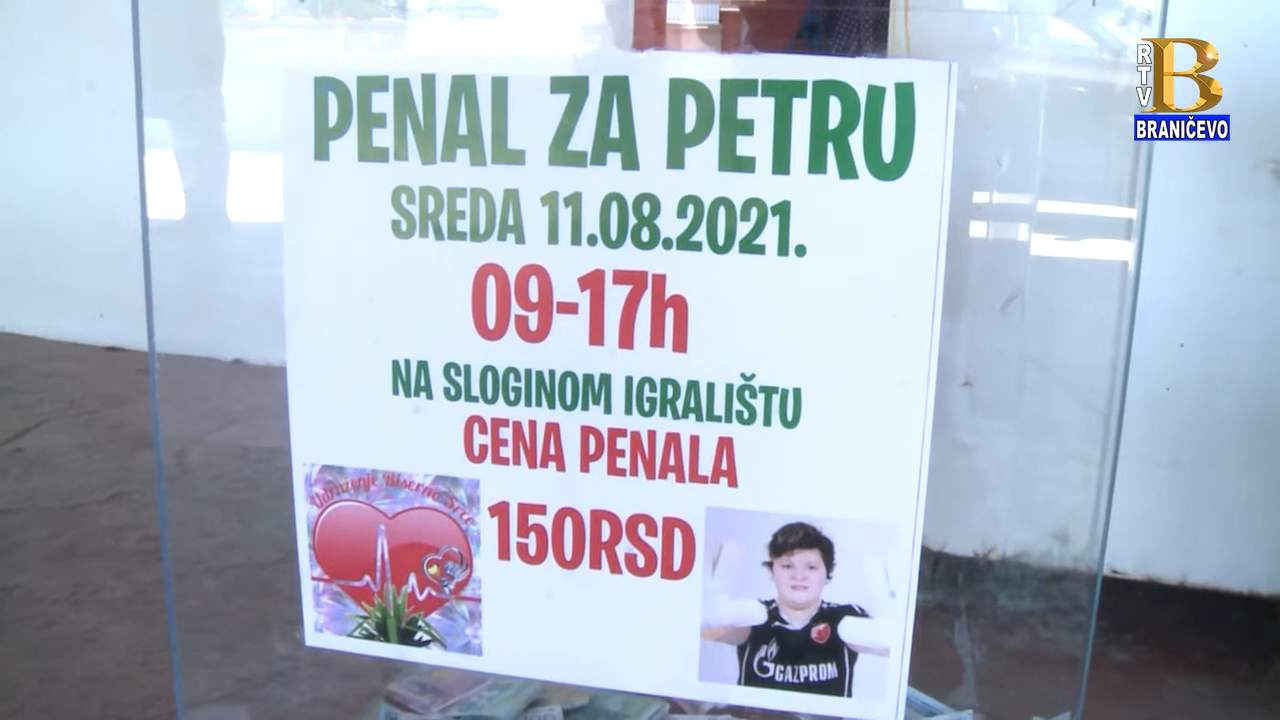 RTV
B
BRANIČEVO
PENAL ZA PETRU
SREDA 11.08.2021.
09-17h
NA SLOGINOM IGRALIŠTU
CENA PENALA
150RSD
Udruženje Biserno Srce
GAZPROM